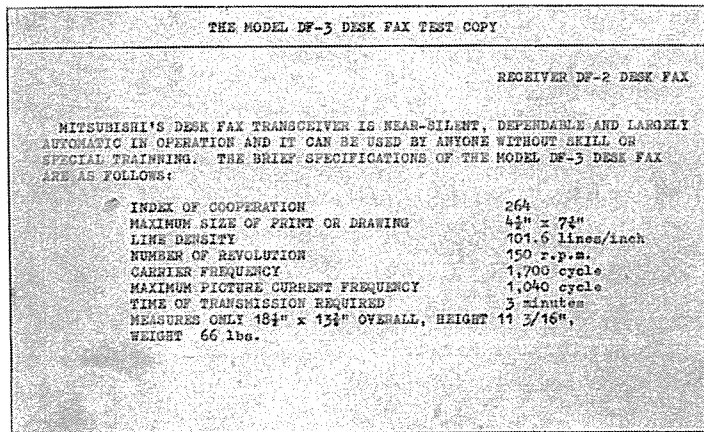 THE MODEL DF-3 DESK FAX TEST COPY
RECEIVER DF-2 DESK FAX
MITSUBISHI'S DESK FAX TRANSCEIVER IS NEAR-SILENT, DEPENDABLE AND LARGELY
AUTOMATIC IN OPERATION AND IT CAN BE USED BY ANYONE WITHOUT SKILL OR
SPECIAL TRAINNING. THE BRIEF SPECIFICATIONS OF THE MODEL DF-3 DESK FAX
ARE AS FOLLOWS:
INDEX OF COOPERATION 264
MAXIMUM SIZE OF PRINT OR DRAWING 4½" x 7¼"
LINE DENSITY 101.6 lines/inch
NUMBER OF REVOLUTION 150 r.p.m.
CARRIER FREQUENCY 1,700 cycle
MAXIMUM PICTURE CURRENT FREQUENCY 1,040 cycle
TIME OF TRANSMISSION REQUIRED 3 minutes
MEASURES ONLY x OVERALL, HEIGHT 11 3/16",
WEIGHT 66 lbs.